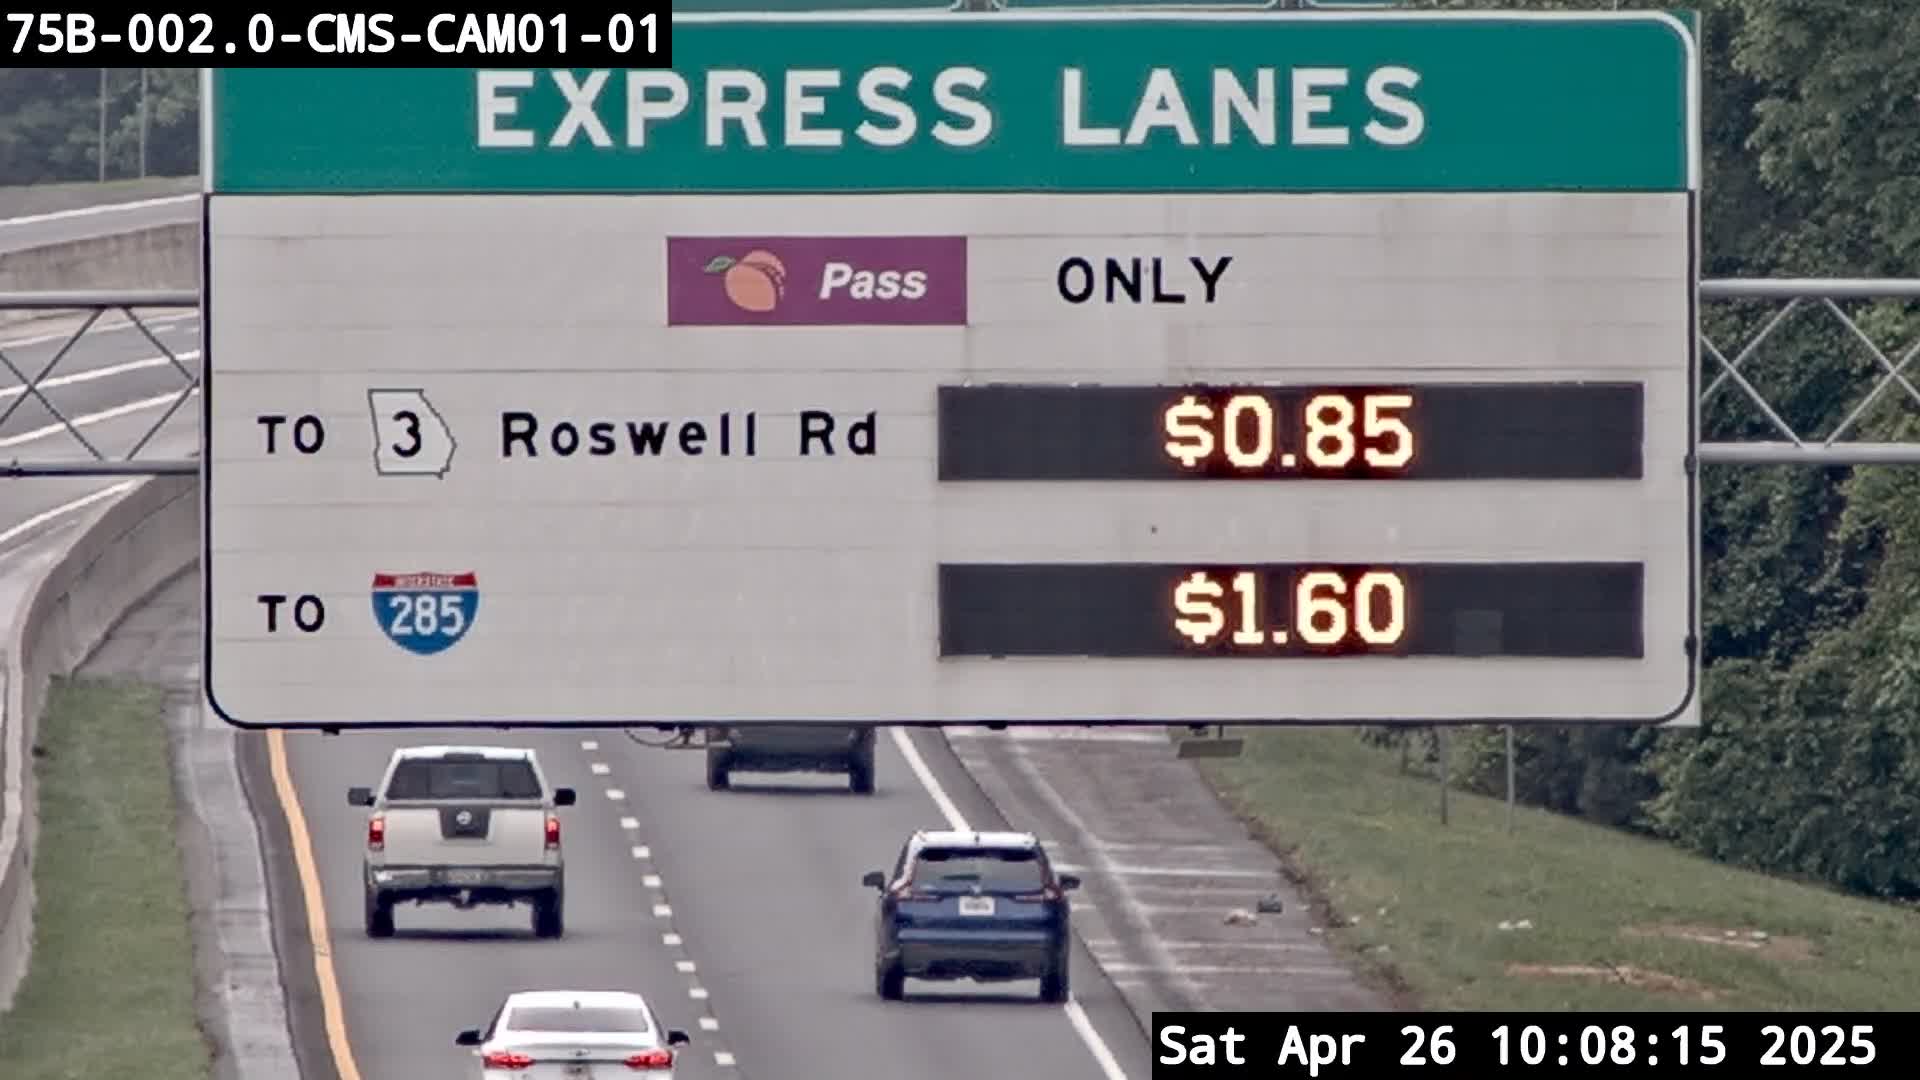 75B-002.0-CMS-CAM01-01
EXPRESS LANES
Pass ONLY
TO 3 Roswell Rd $0.85
INTERSTATE
TO 285 $1.60
Sat Apr 26 10:08:15 2025